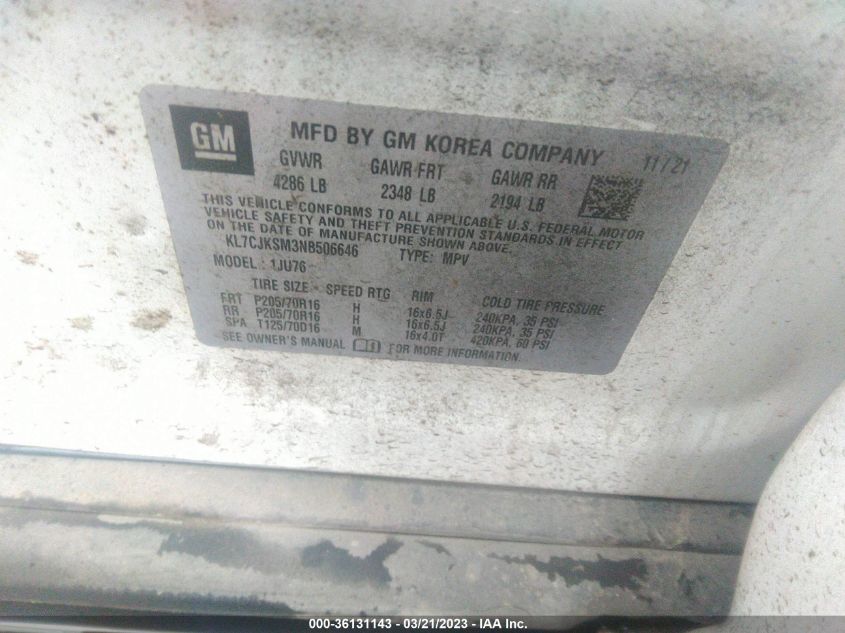 GM MFD BY GM KOREA COMPANY 11/21
GVWR GAWR FRT GAWR RR
4286 LB 2348 LB 2194 LB
THIS VEHICLE CONFORMS TO ALL APPLICABLE U.S. FEDERAL MOTOR
VEHICLE SAFETY AND THEFT PREVENTION STANDARDS IN EFFECT
ON THE DATE OF MANUFACTURE SHOWN ABOVE.
KL7CJKSM3NB506646 TYPE: MPV
MODEL: 1JU76
TIRE SIZE SPEED RTG RIM COLD TIRE PRESSURE
FRT P205/70R16 H 16x6.5J 240KPA, 35 PSI
RR P205/70R16 H 16x6.5J 240KPA, 35 PSI
SPA T125/70D16 M 16x4.0T 420KPA, 60 PSI
SEE OWNER'S MANUAL FOR MORE INFORMATION.
000-36131143 - 03/21/2023 - IAA Inc.